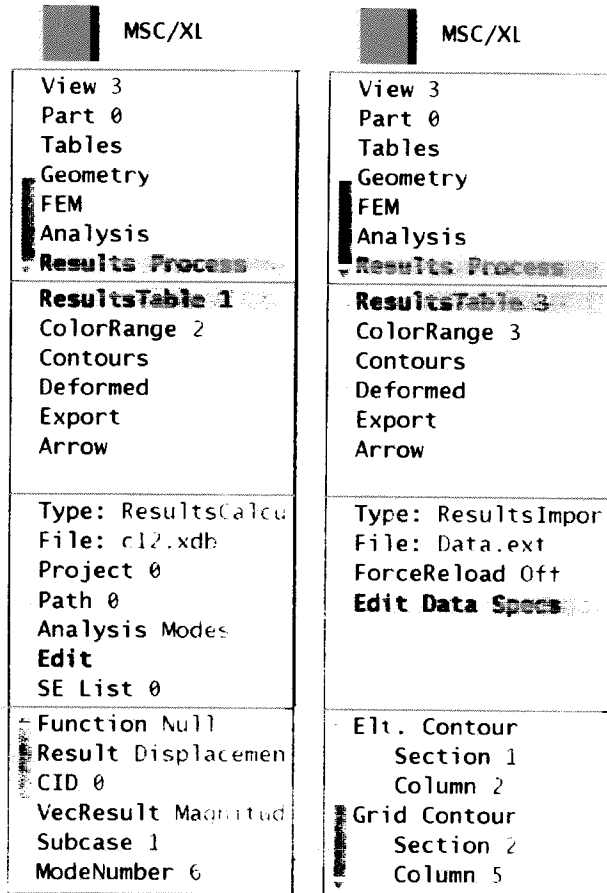 MSC/XL
View 3
Part 0
Tables
Geometry
FEM
Analysis
Results Process
ResultsTable 1
ColorRange 2
Contours
Deformed
Export
Arrow
Type: ResultsCalcu
File: c12.xdb
Project 0
Path 0
Analysis Modes
Edit
SE List 0
Function Null
Result Displacemen
CID 0
VecResult Magnitud
Subcase 1
ModeNumber 6
MSC/XL
View 3
Part 0
Tables
Geometry
FEM
Analysis
Results Process
ResultsTable 3
ColorRange 3
Contours
Deformed
Export
Arrow
Type: ResultsImpor
File: Data.ext
ForceReload Off
Edit Data Specs
Elt. Contour
Section 1
Column 2
Grid Contour
Section 2
Column 5